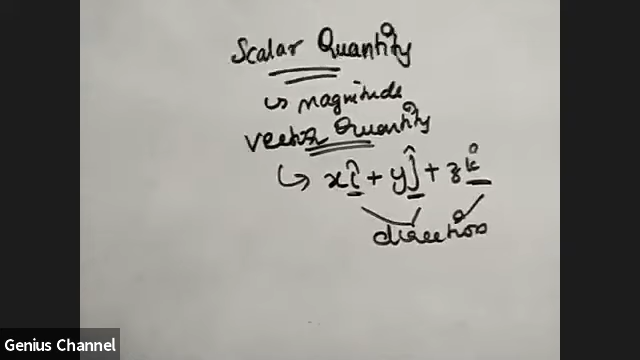 Scalar Quantity
↳ magnitude
Vector Quantity
↳ xî + yĵ + zk̂
direction
Genius Channel